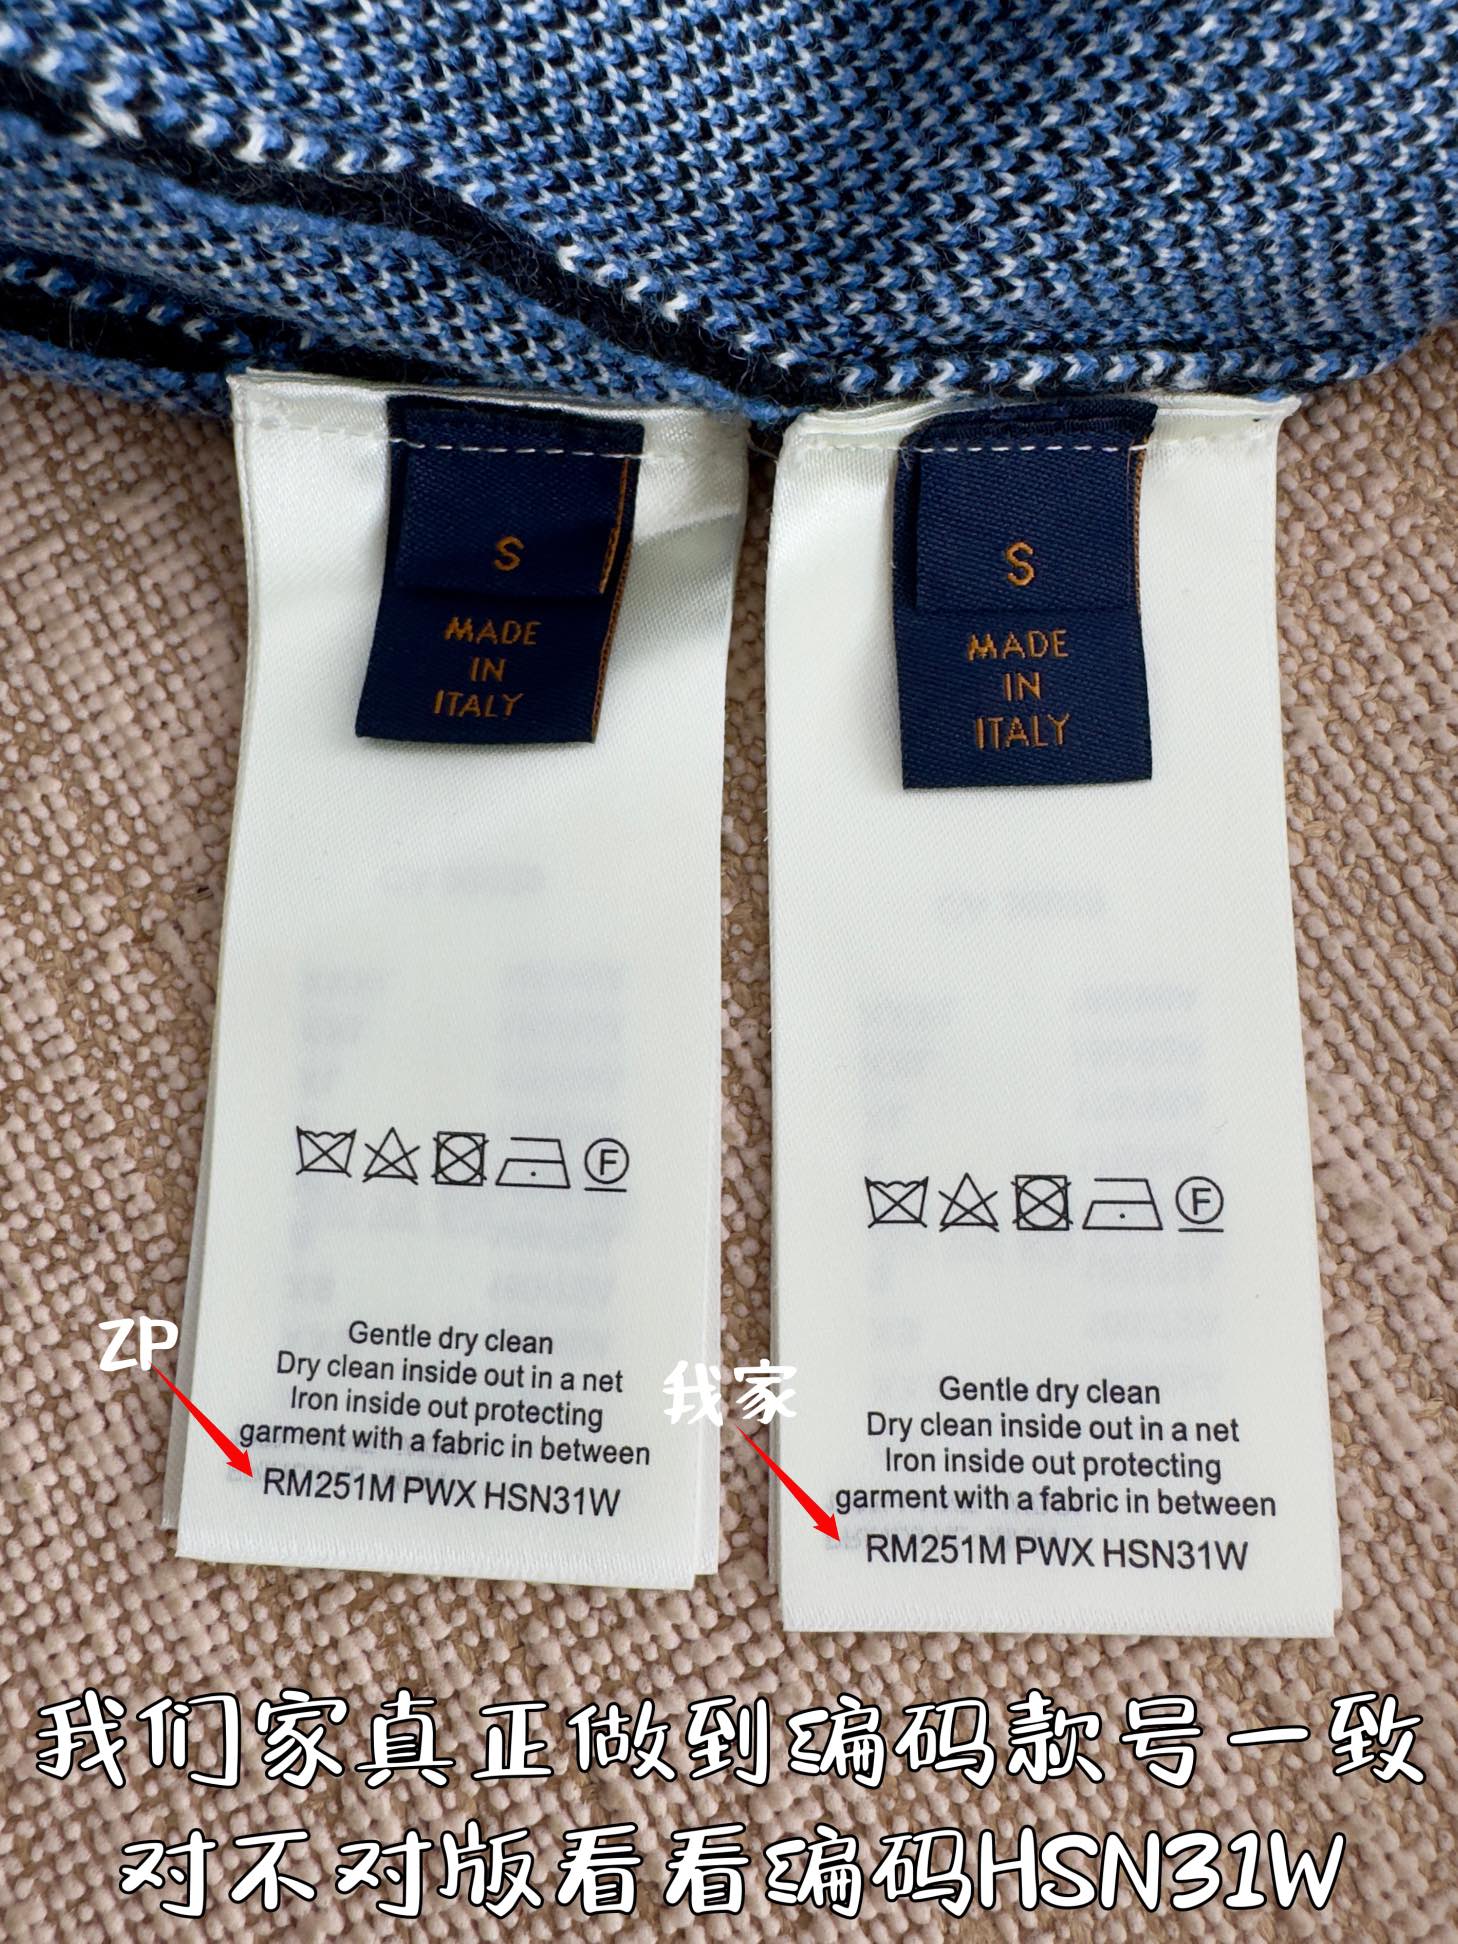 S
MADE
IN
ITALY
S
MADE
IN
ITALY
F
Gentle dry clean
Dry clean inside out in a net
Iron inside out protecting
garment with a fabric in between
RM251M PWX HSN31W
ZP
F
Gentle dry clean
Dry clean inside out in a net
Iron inside out protecting
garment with a fabric in between
RM251M PWX HSN31W
我家
我们家真正做到编码款号一致
对不对版看看编码HSN31W